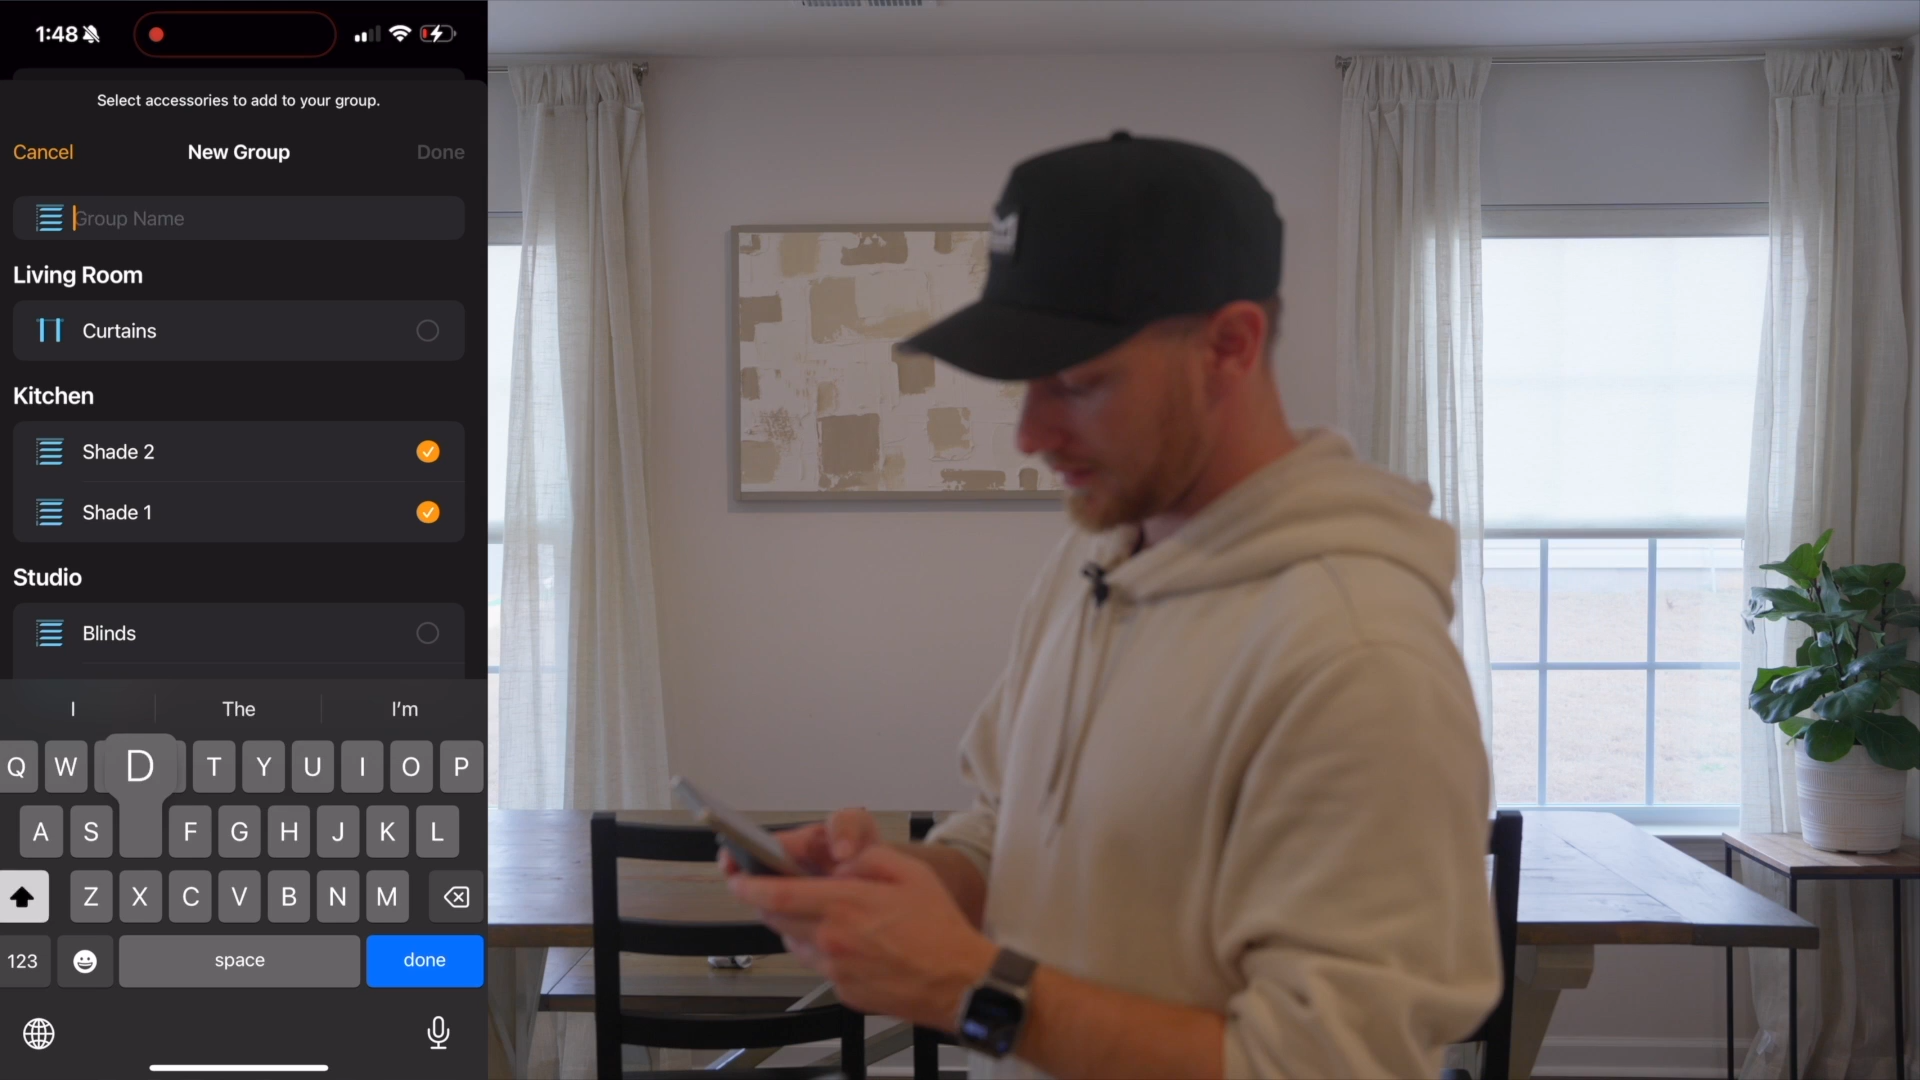 1:48
Select accessories to add to your group.
Cancel New Group Done
Group Name
Living Room
Curtains
Kitchen
Shade 2
Shade 1
Studio
Blinds
I The I'm
Q W D T Y U I O P
A S F G H J K L
Z X C V B N M
123 space done